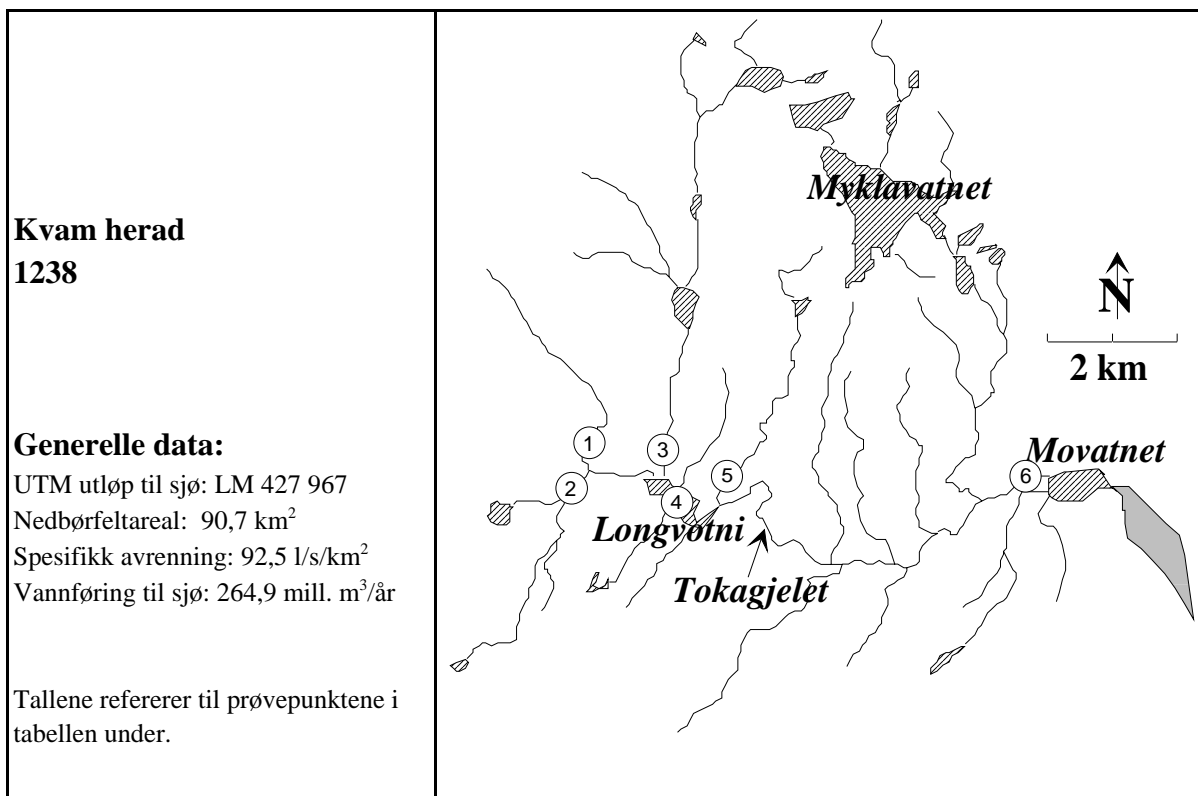 Kvam herad
1238
Generelle data:
UTM utløp til sjø: LM 427 967
Nedbørfeltareal: 90,7 km²
Spesifikk avrenning: 92,5 l/s/km²
Vannføring til sjø: 264,9 mill. m³/år
Tallene refererer til prøvepunktene i
tabellen under.
Myklavatnet
N
2 km
1
3
Movatnet
2
5
6
4
Longvotni
Tokagjelet